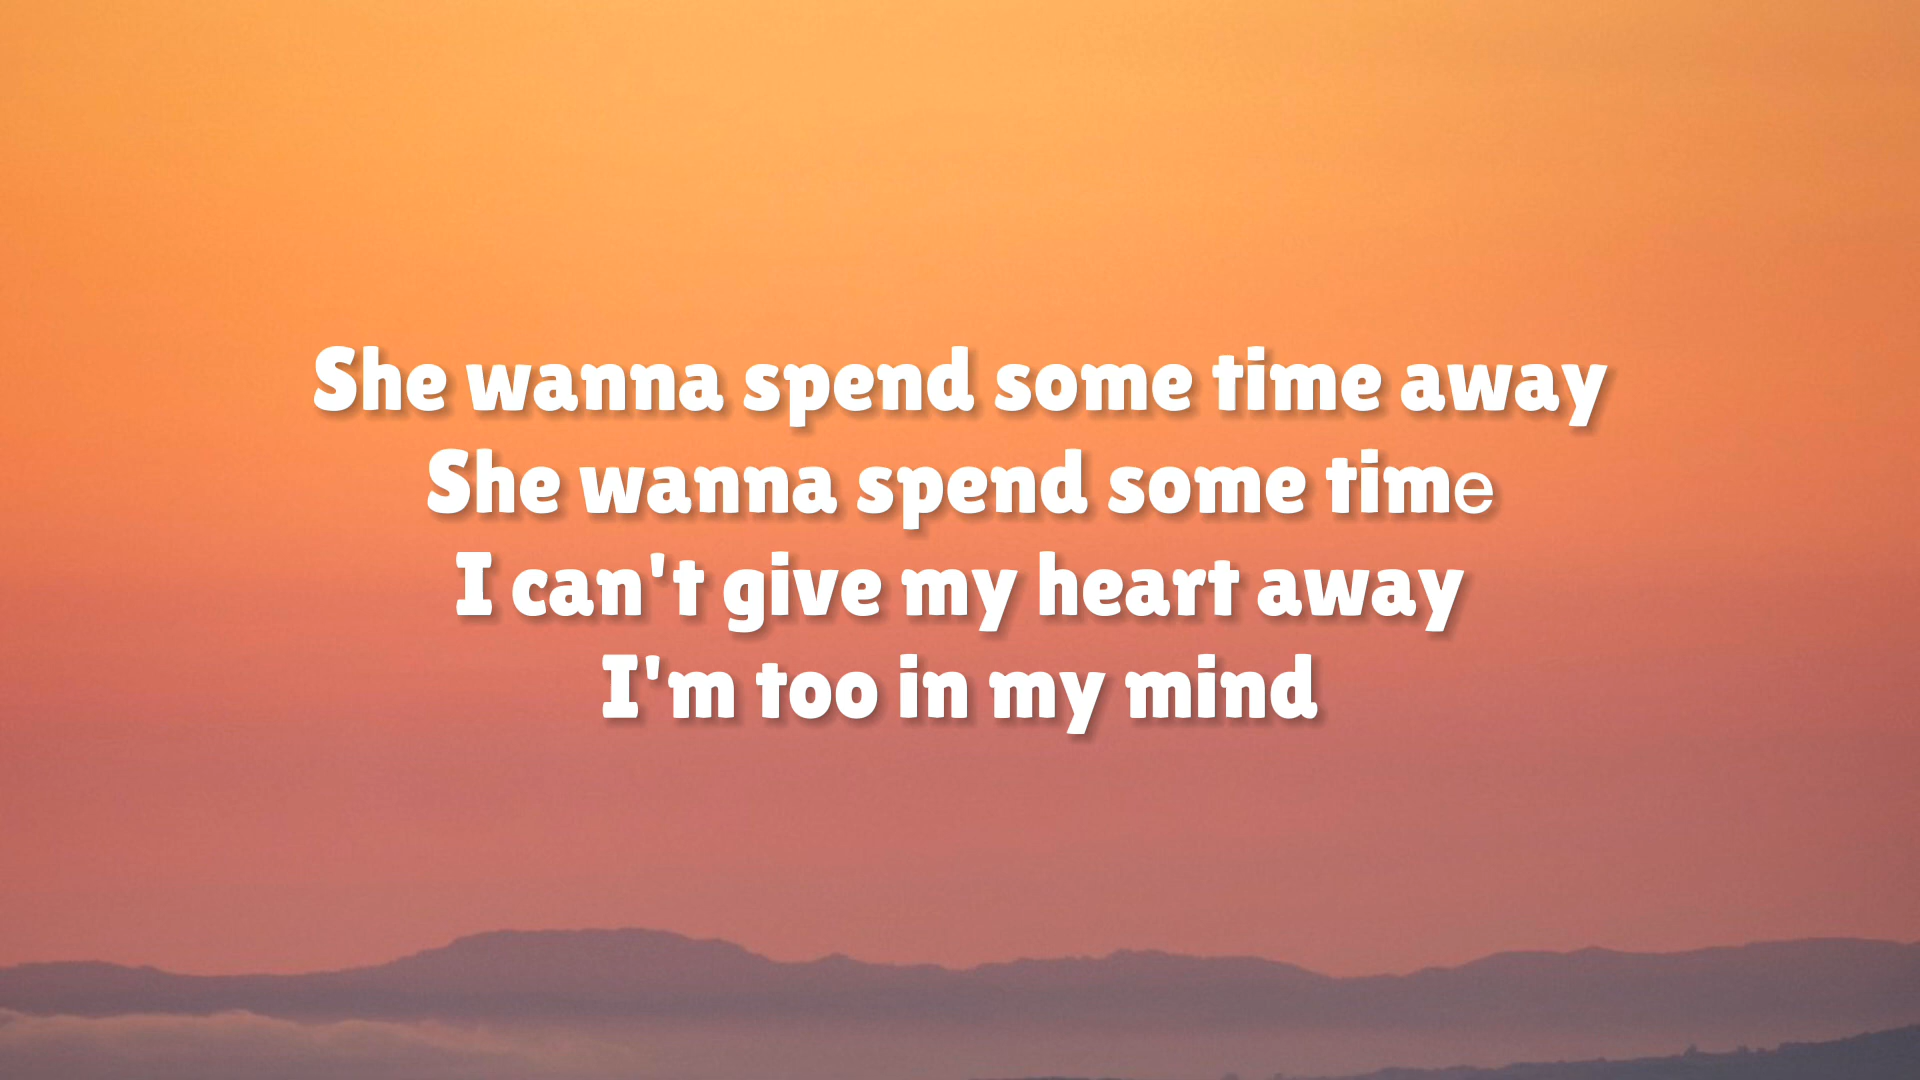 She wanna spend some time away
She wanna spend some time
I can't give my heart away
I'm too in my mind